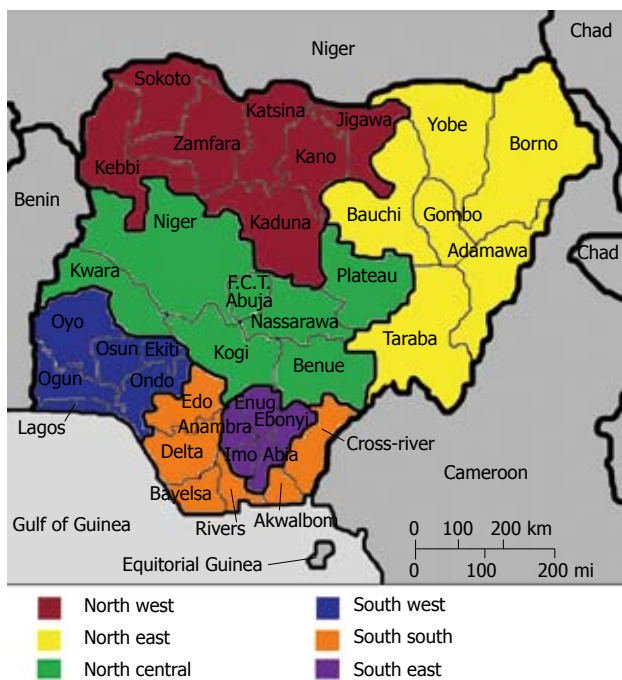 Chad
Niger
Sokoto
Katsina
Jigawa
Yobe
Borno
Zamfara
Kano
Kebbi
Benin
Niger
Kaduna
Bauchi
Gombo
Adamawa
Chad
Kwara
F.C.T.
Abuja
Plateau
Nassarawa
Oyo
Osun
Ekiti
Kogi
Benue
Taraba
Ogun
Ondo
Edo
Enug
Lagos
Anambra
Ebonyi
Delta
Imo
Abia
Cross-river
Bayelsa
Cameroon
Gulf of Guinea
Rivers
Akwalbom
0 100 200 km
Equitorial Guinea
0 100 200 mi
North west
South west
North east
South south
North central
South east